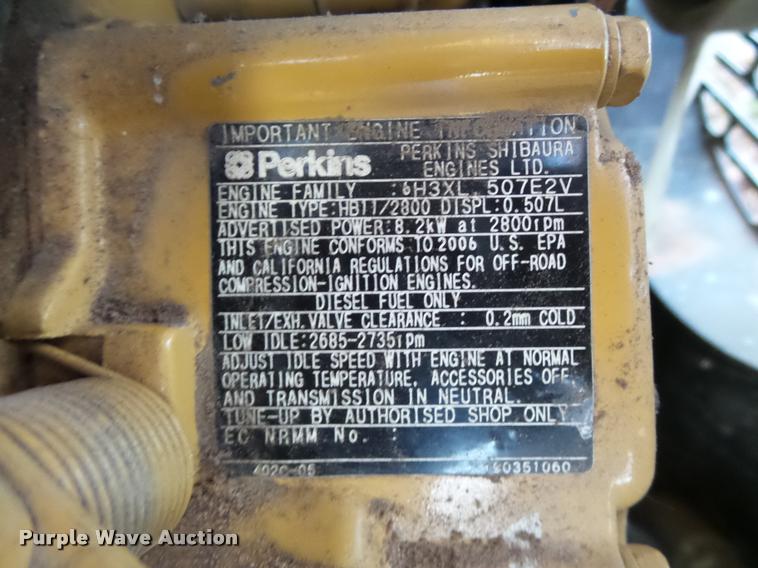 IMPORTANT ENGINE INFORMATION
Perkins
PERKINS SHIBAURA
ENGINES LTD.
ENGINE FAMILY : 6H3XL.507E2V
ENGINE TYPE:HB11/2800 DISPL:0.507L
ADVERTISED POWER:8.2kW at 2800rpm
THIS ENGINE CONFORMS TO 2006 U.S. EPA
AND CALIFORNIA REGULATIONS FOR OFF-ROAD
COMPRESSION-IGNITION ENGINES.
DIESEL FUEL ONLY
INLET/EXH.VALVE CLEARANCE : 0.2mm COLD
LOW IDLE:2685-2735rpm
ADJUST IDLE SPEED WITH ENGINE AT NORMAL
OPERATING TEMPERATURE, ACCESSORIES OFF
AND TRANSMISSION IN NEUTRAL.
TUNE-UP BY AUTHORISED SHOP ONLY
EC NRMM No. :
402C-05
Purple Wave Auction